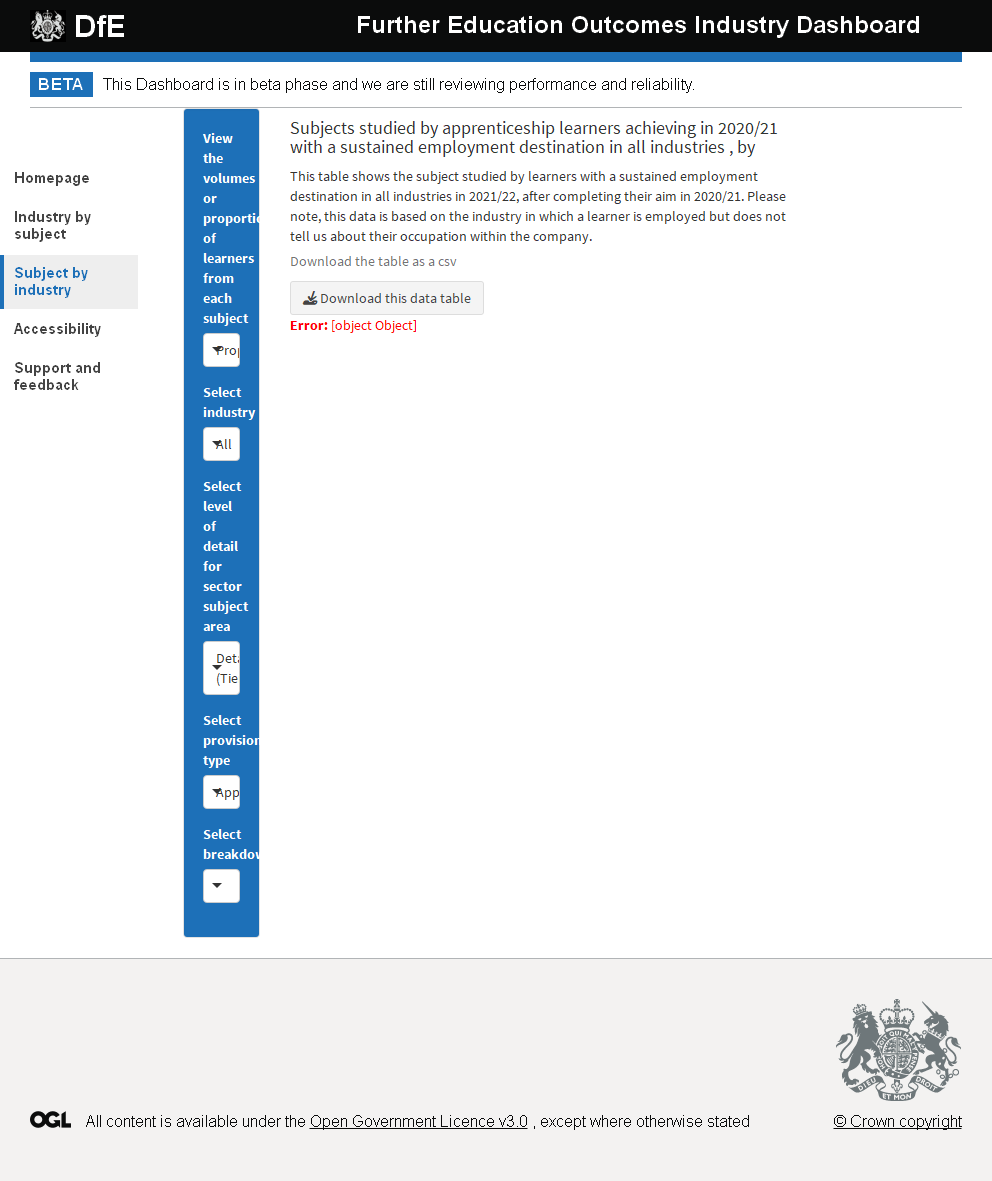 DfE
Further Education Outcomes Industry Dashboard
BETA This Dashboard is in beta phase and we are still reviewing performance and reliability.
Homepage
Industry by
subject
Subject by
industry
Accessibility
Support and
feedback
View
the
volumes
or
proportio
of
learners
from
each
subject
Prop
Select
industry
All
Select
level
of
detail
for
sector
subject
area
Deta
(Tie
Select
provision
type
App
Select
breakdow
Subjects studied by apprenticeship learners achieving in 2020/21
with a sustained employment destination in all industries , by
This table shows the subject studied by learners with a sustained employment
destination in all industries in 2021/22, after completing their aim in 2020/21. Please
note, this data is based on the industry in which a learner is employed but does not
tell us about their occupation within the company.
Download the table as a csv
Download this data table
Error: [object Object]
OGL All content is available under the Open Government Licence v3.0 , except where otherwise stated
© Crown copyright